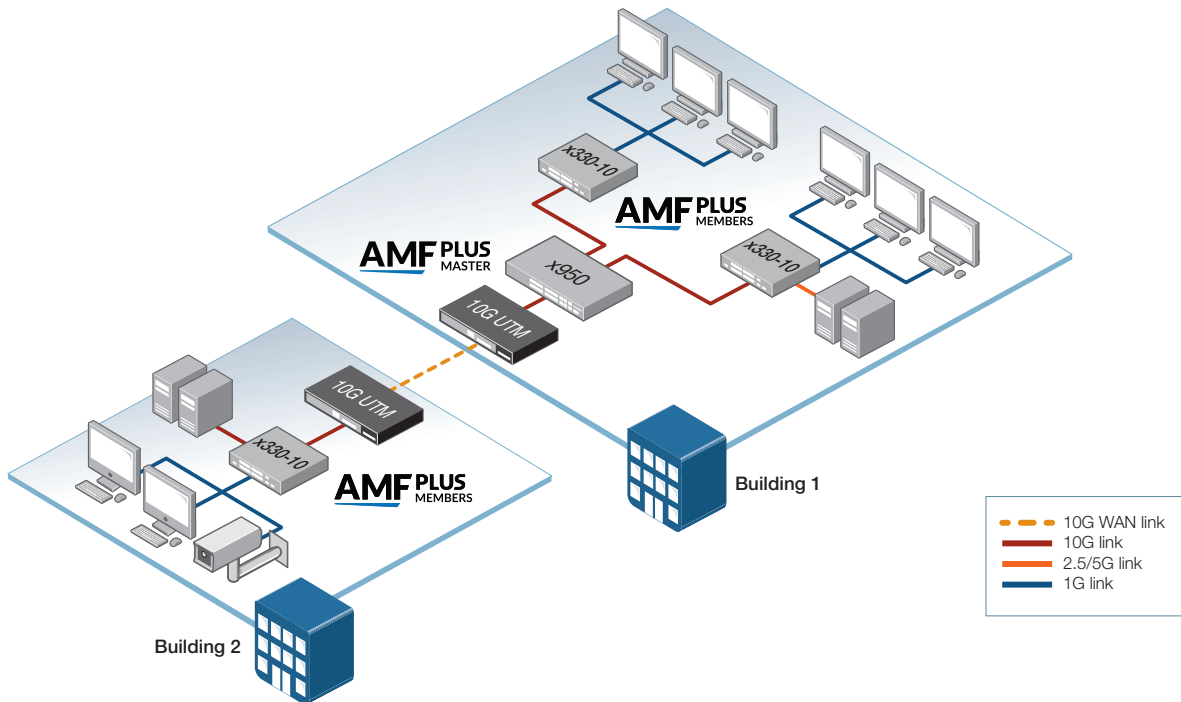 x330-10
AMF PLUS
MEMBERS
x330-10
AMF PLUS
MASTER
x950
10G UTM
10G UTM
x330-10
AMF PLUS
MEMBERS
Building 1
Building 2
10G WAN link
10G link
2.5/5G link
1G link